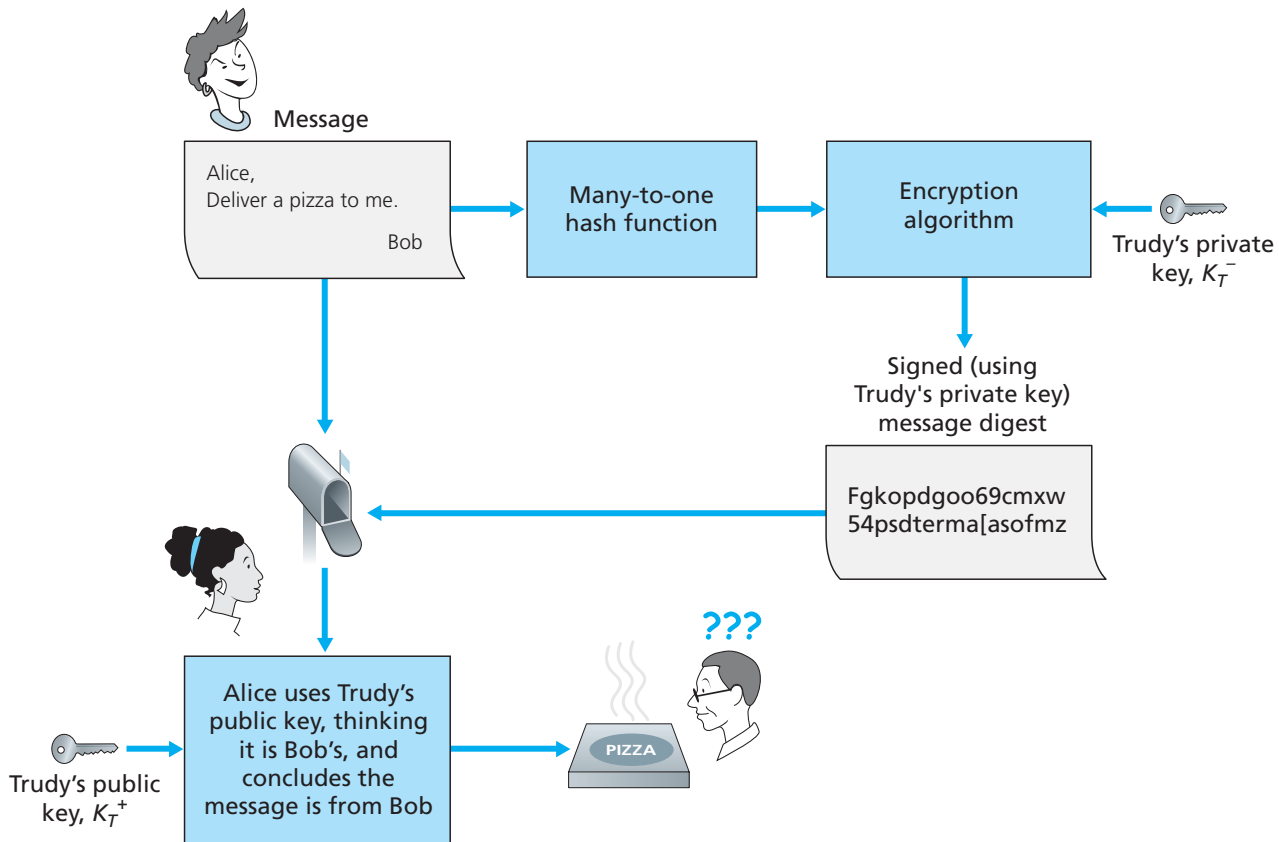 Message
Alice,
Deliver a pizza to me.
Bob
Many-to-one
hash function
Encryption
algorithm
Trudy’s private
key, K_T^−
Signed (using
Trudy's private key)
message digest
Fgkopdgoo69cmxw
54psdterma[asofmz
???
Alice uses Trudy’s
public key, thinking
it is Bob’s, and
concludes the
message is from Bob
PIZZA
Trudy’s public
key, K_T^+